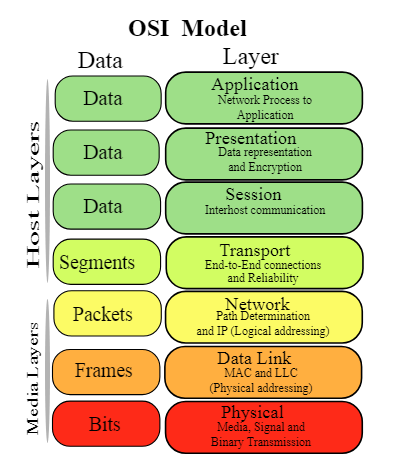 OSI Model
Data
Layer
Host Layers
Data
Application
Network Process to
Application
Data
Presentation
Data representation
and Encryption
Data
Session
Interhost communication
Segments
Transport
End-to-End connections
and Reliability
Media Layers
Packets
Network
Path Determination
and IP (Logical addressing)
Frames
Data Link
MAC and LLC
(Physical addressing)
Bits
Physical
Media, Signal and
Binary Transmission